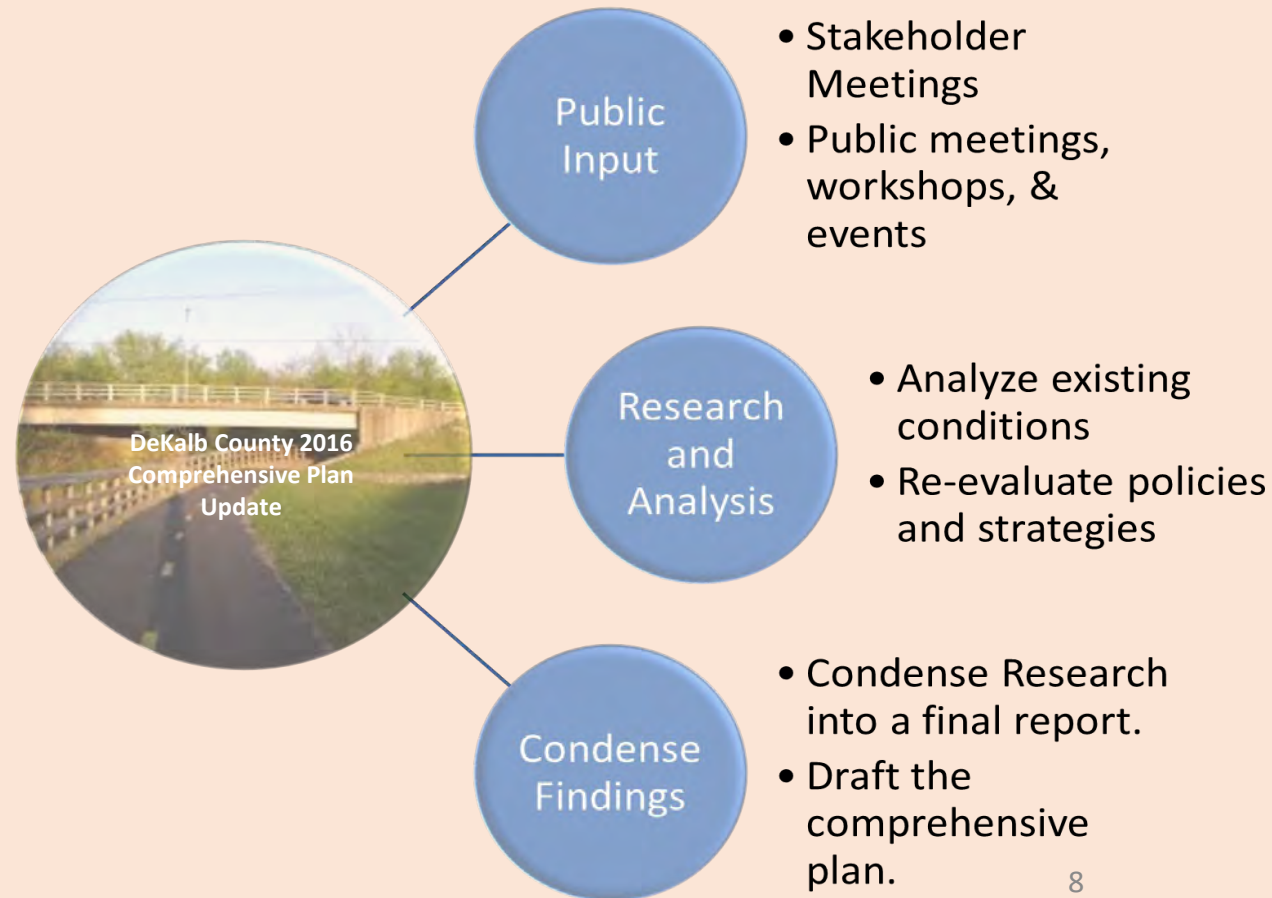 DeKalb County 2016
Comprehensive Plan
Update
Public
Input
• Stakeholder
Meetings
• Public meetings,
workshops, &
events
Research
and
Analysis
• Analyze existing
conditions
• Re-evaluate policies
and strategies
Condense
Findings
• Condense Research
into a final report.
• Draft the
comprehensive
plan.
8